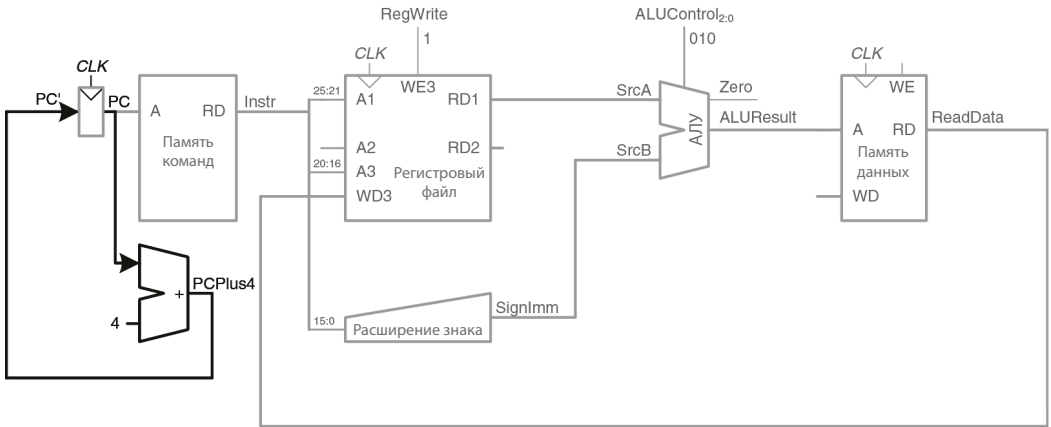 RegWrite
ALUControl2:0
1
010
CLK
CLK
CLK
PC'
PC
A
RD
Instr
Память
команд
25:21
A1
WE3
RD1
SrcA
Zero
WE
A2
RD2
20:16
A3
Регистровый
файл
WD3
SrcB
АЛУ
ALUResult
A
RD
ReadData
Память
данных
WD
PCPlus4
+
4
SignImm
15:0
Расширение знака